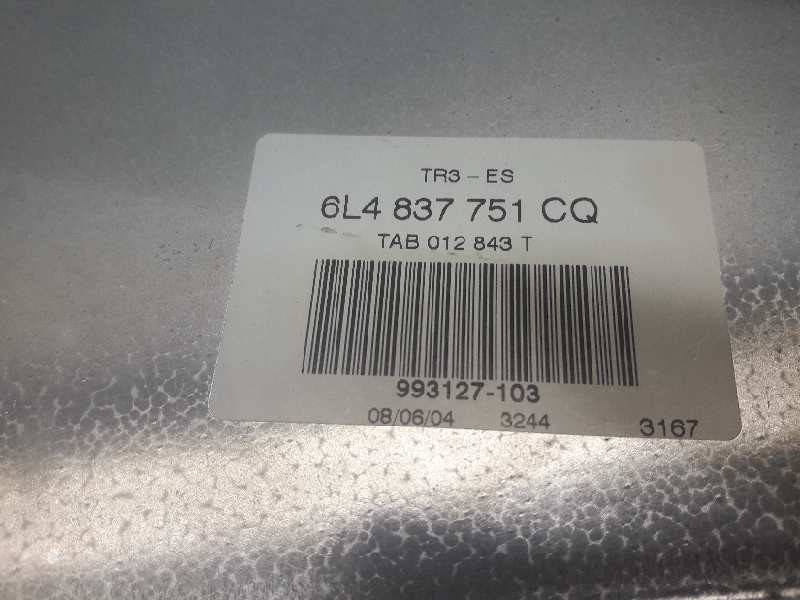 TR3 - ES
6L4 837 751 CQ
TAB 012 843 T
993127-103
08/06/04 3244 3167